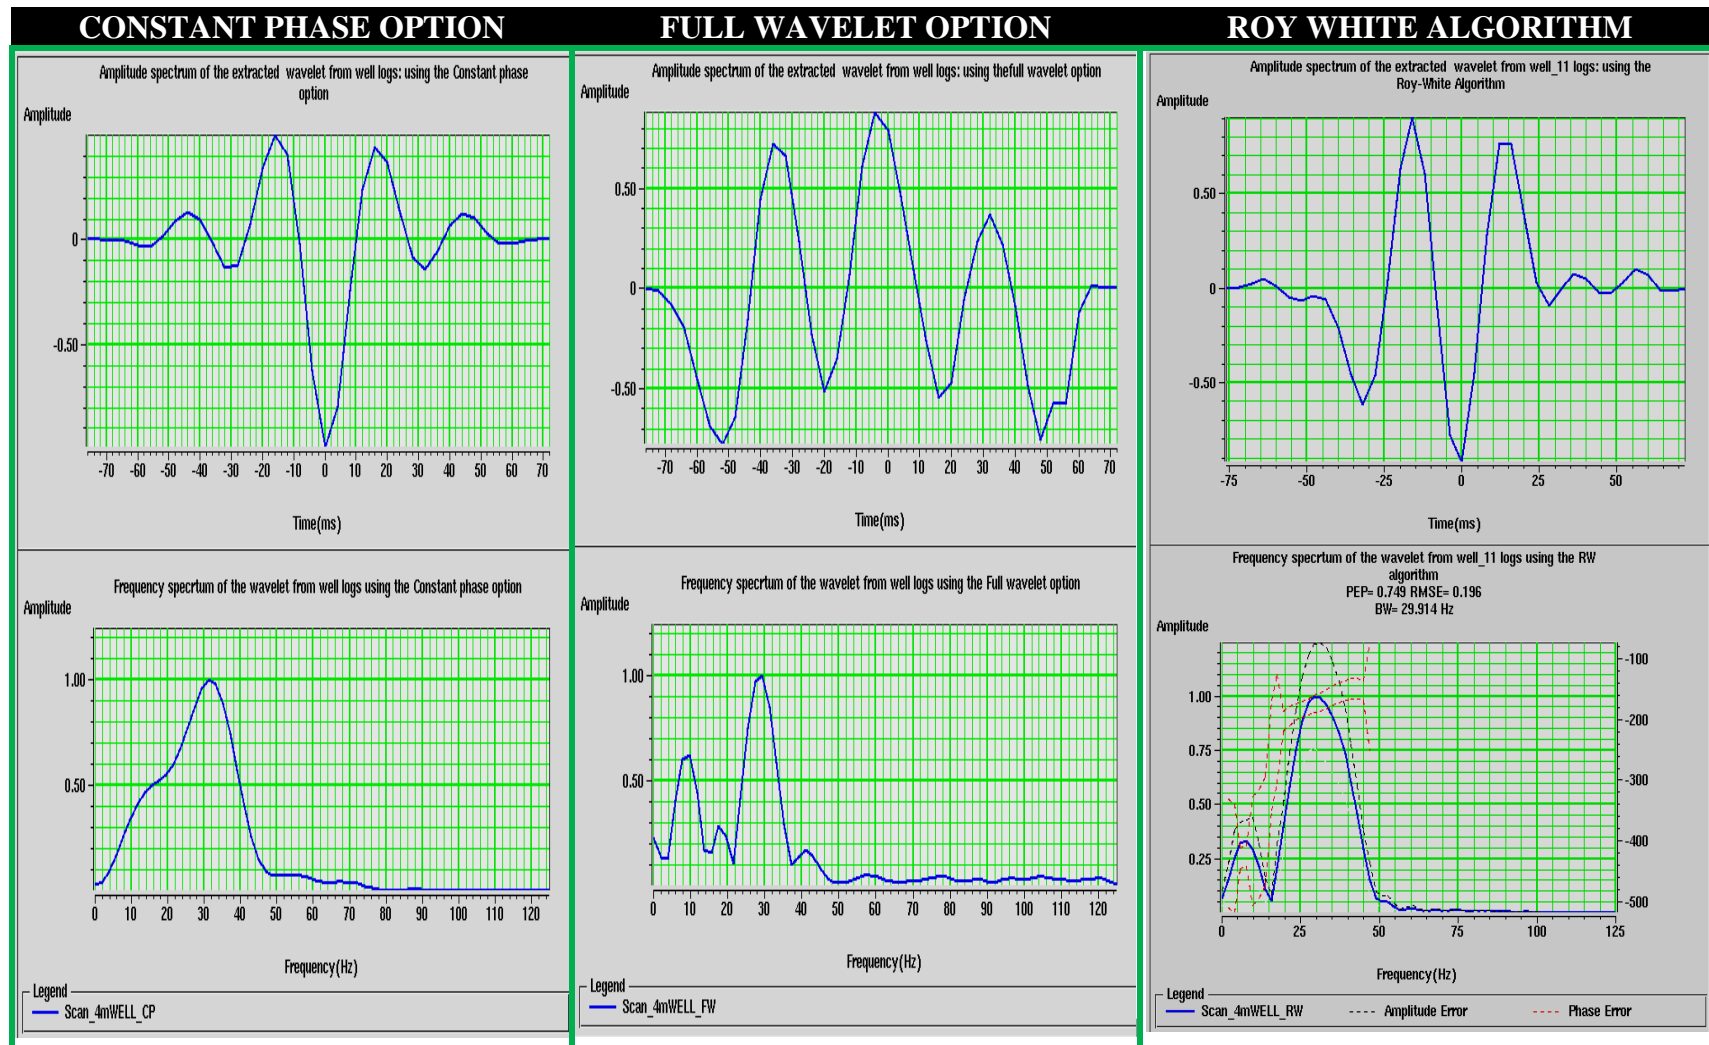 CONSTANT PHASE OPTION
FULL WAVELET OPTION
ROY WHITE ALGORITHM
Amplitude spectrum of the extracted wavelet from well logs: using the Constant phase
option
Amplitude
0
-0.50
-70 -60 -50 -40 -30 -20 -10 0 10 20 30 40 50 60 70
Time(ms)
Frequency specrtum of the wavelet from well logs using the Constant phase option
Amplitude
1.00
0.50
0 10 20 30 40 50 60 70 80 90 100 110 120
Frequency(Hz)
Legend
Scan_4mWELL_CP
Amplitude spectrum of the extracted wavelet from well logs: using thefull wavelet option
Amplitude
0.50
0
-0.50
-70 -60 -50 -40 -30 -20 -10 0 10 20 30 40 50 60 70
Time(ms)
Frequency specrtum of the wavelet from well logs using the Full wavelet option
Amplitude
1.00
0.50
0 10 20 30 40 50 60 70 80 90 100 110 120
Frequency(Hz)
Legend
Scan_4mWELL_FW
Amplitude spectrum of the extracted wavelet from well_11 logs: using the
Roy-White Algorithm
Amplitude
0.50
0
-0.50
-75 -50 -25 0 25 50
Time(ms)
Frequency specrtum of the wavelet from well_11 logs using the RW
algorithm
PEP= 0.749 RMSE= 0.196
BW= 29.914 Hz
Amplitude
1.00
0.75
0.50
0.25
-100
-200
-300
-400
-500
0 25 50 75 100 125
Frequency(Hz)
Legend
Scan_4mWELL_RW
Amplitude Error
Phase Error